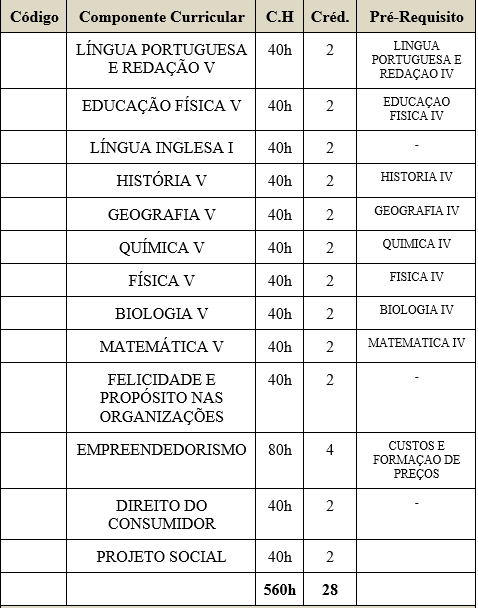 Código Componente Curricular C.H Créd. Pré-Requisito
LÍNGUA PORTUGUESA E REDAÇÃO V 40h 2 LINGUA PORTUGUESA E REDAÇAO IV
EDUCAÇÃO FÍSICA V 40h 2 EDUCAÇAO FISICA IV
LÍNGUA INGLESA I 40h 2 -
HISTÓRIA V 40h 2 HISTORIA IV
GEOGRAFIA V 40h 2 GEOGRAFIA IV
QUÍMICA V 40h 2 QUIMICA IV
FÍSICA V 40h 2 FISICA IV
BIOLOGIA V 40h 2 BIOLOGIA IV
MATEMÁTICA V 40h 2 MATEMATICA IV
FELICIDADE E PROPÓSITO NAS ORGANIZAÇÕES 40h 2 -
EMPREENDEDORISMO 80h 4 CUSTOS E FORMAÇAO DE PREÇOS
DIREITO DO CONSUMIDOR 40h 2 -
PROJETO SOCIAL 40h 2
560h 28